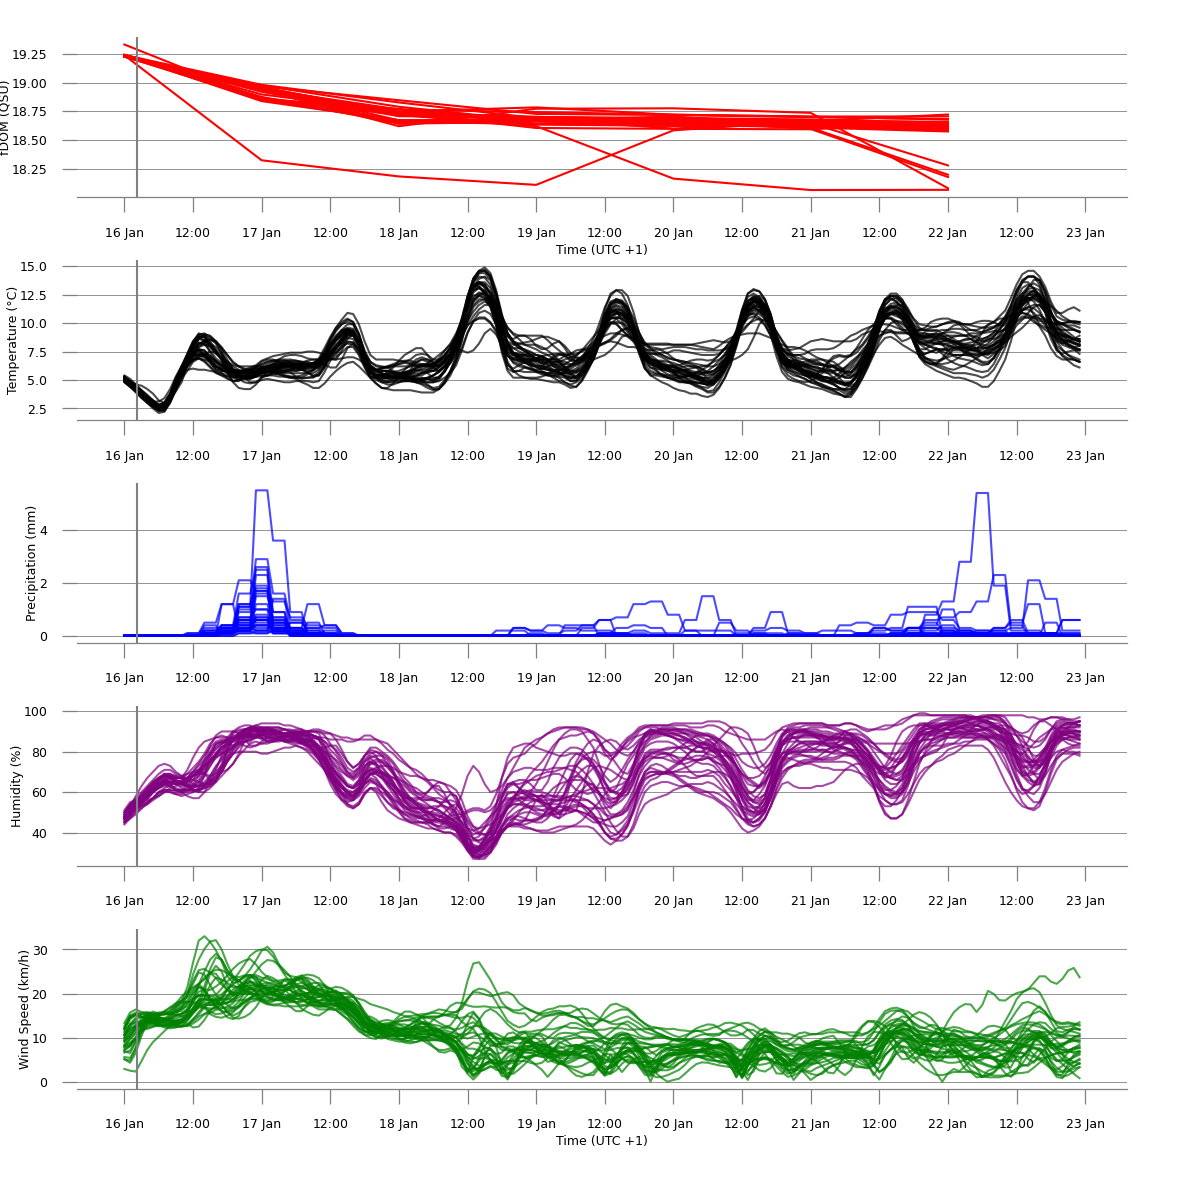 fDOM (QSU)
19.25
19.00
18.75
18.50
18.25
16 Jan 12:00 17 Jan 12:00 18 Jan 12:00 19 Jan 12:00 20 Jan 12:00 21 Jan 12:00 22 Jan 12:00 23 Jan
Time (UTC +1)
Temperature (°C)
15.0
12.5
10.0
7.5
5.0
2.5
16 Jan 12:00 17 Jan 12:00 18 Jan 12:00 19 Jan 12:00 20 Jan 12:00 21 Jan 12:00 22 Jan 12:00 23 Jan
Precipitation (mm)
4
2
0
16 Jan 12:00 17 Jan 12:00 18 Jan 12:00 19 Jan 12:00 20 Jan 12:00 21 Jan 12:00 22 Jan 12:00 23 Jan
Humidity (%)
100
80
60
40
16 Jan 12:00 17 Jan 12:00 18 Jan 12:00 19 Jan 12:00 20 Jan 12:00 21 Jan 12:00 22 Jan 12:00 23 Jan
Wind Speed (km/h)
30
20
10
0
16 Jan 12:00 17 Jan 12:00 18 Jan 12:00 19 Jan 12:00 20 Jan 12:00 21 Jan 12:00 22 Jan 12:00 23 Jan
Time (UTC +1)